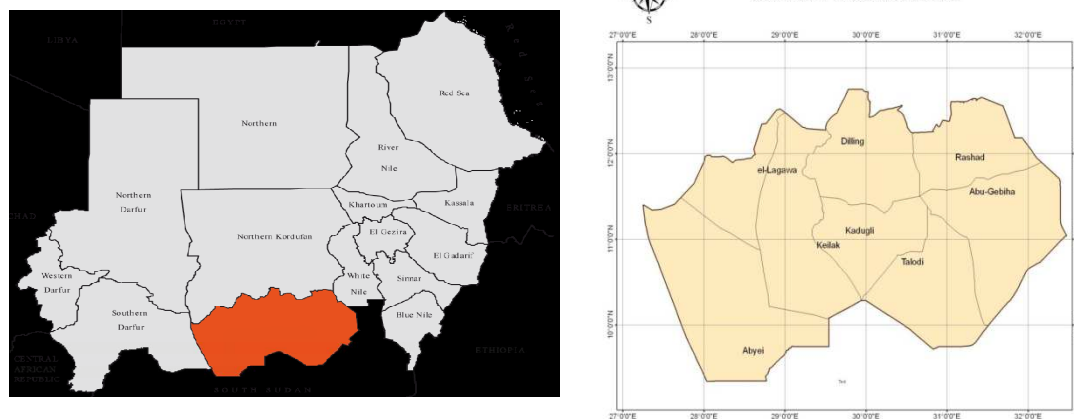 EGYPT
LIBYA
Red Sea
Red Sea
Northern
River
Nile
Northern
Darfur
Khartoum
Kassala
CHAD
ERITREA
El Gezira
Northern Kordufan
El Gadarif
Western
Darfur
White
Nile
Sinnar
Southern
Darfur
Blue Nile
CENTRAL
AFRICAN
REPUBLIC
ETHIOPIA
SOUTH SUDAN
S
27°0'0"E 28°0'0"E 29°0'0"E 30°0'0"E 31°0'0"E 32°0'0"E
13°0'0"N
12°0'0"N
11°0'0"N
10°0'0"N
Dilling
Rashad
el-Lagawa
Abu-Gebiha
Kadugli
Keilak
Talodi
Abyei
27°0'0"E 28°0'0"E 29°0'0"E 30°0'0"E 31°0'0"E 32°0'0"E